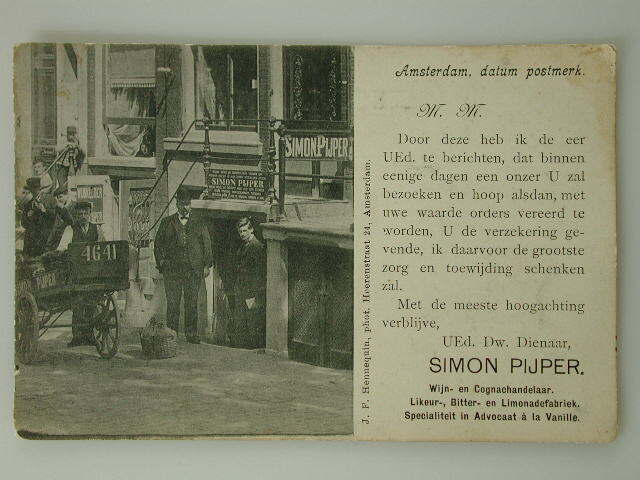 SIMON PIJPER.
SIMON PIJPER
4641
J. F. Hennequin, phot. Heerenstraat 24, Amsterdam.
Amsterdam, datum postmerk.
M. M.
Door deze heb ik de eer
UEd. te berichten, dat binnen
eenige dagen een onzer U zal
bezoeken en hoop alsdan, met
uwe waarde orders vereerd te
worden, U de verzekering ge-
vende, ik daarvoor de grootste
zorg en toewijding schenken
zal.
Met de meeste hoogachting
verblijve,
UEd. Dw. Dienaar,
SIMON PIJPER.
Wijn- en Cognachandelaar.
Likeur-, Bitter- en Limonadefabriek.
Specialiteit in Advocaat à la Vanille.